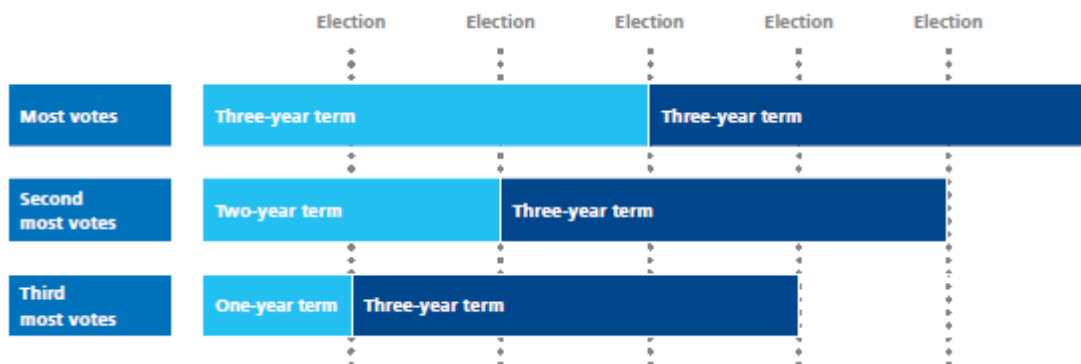 Election Election Election Election Election
Most votes
Three-year term Three-year term
Second
most votes
Two-year term Three-year term
Third
most votes
One-year term Three-year term